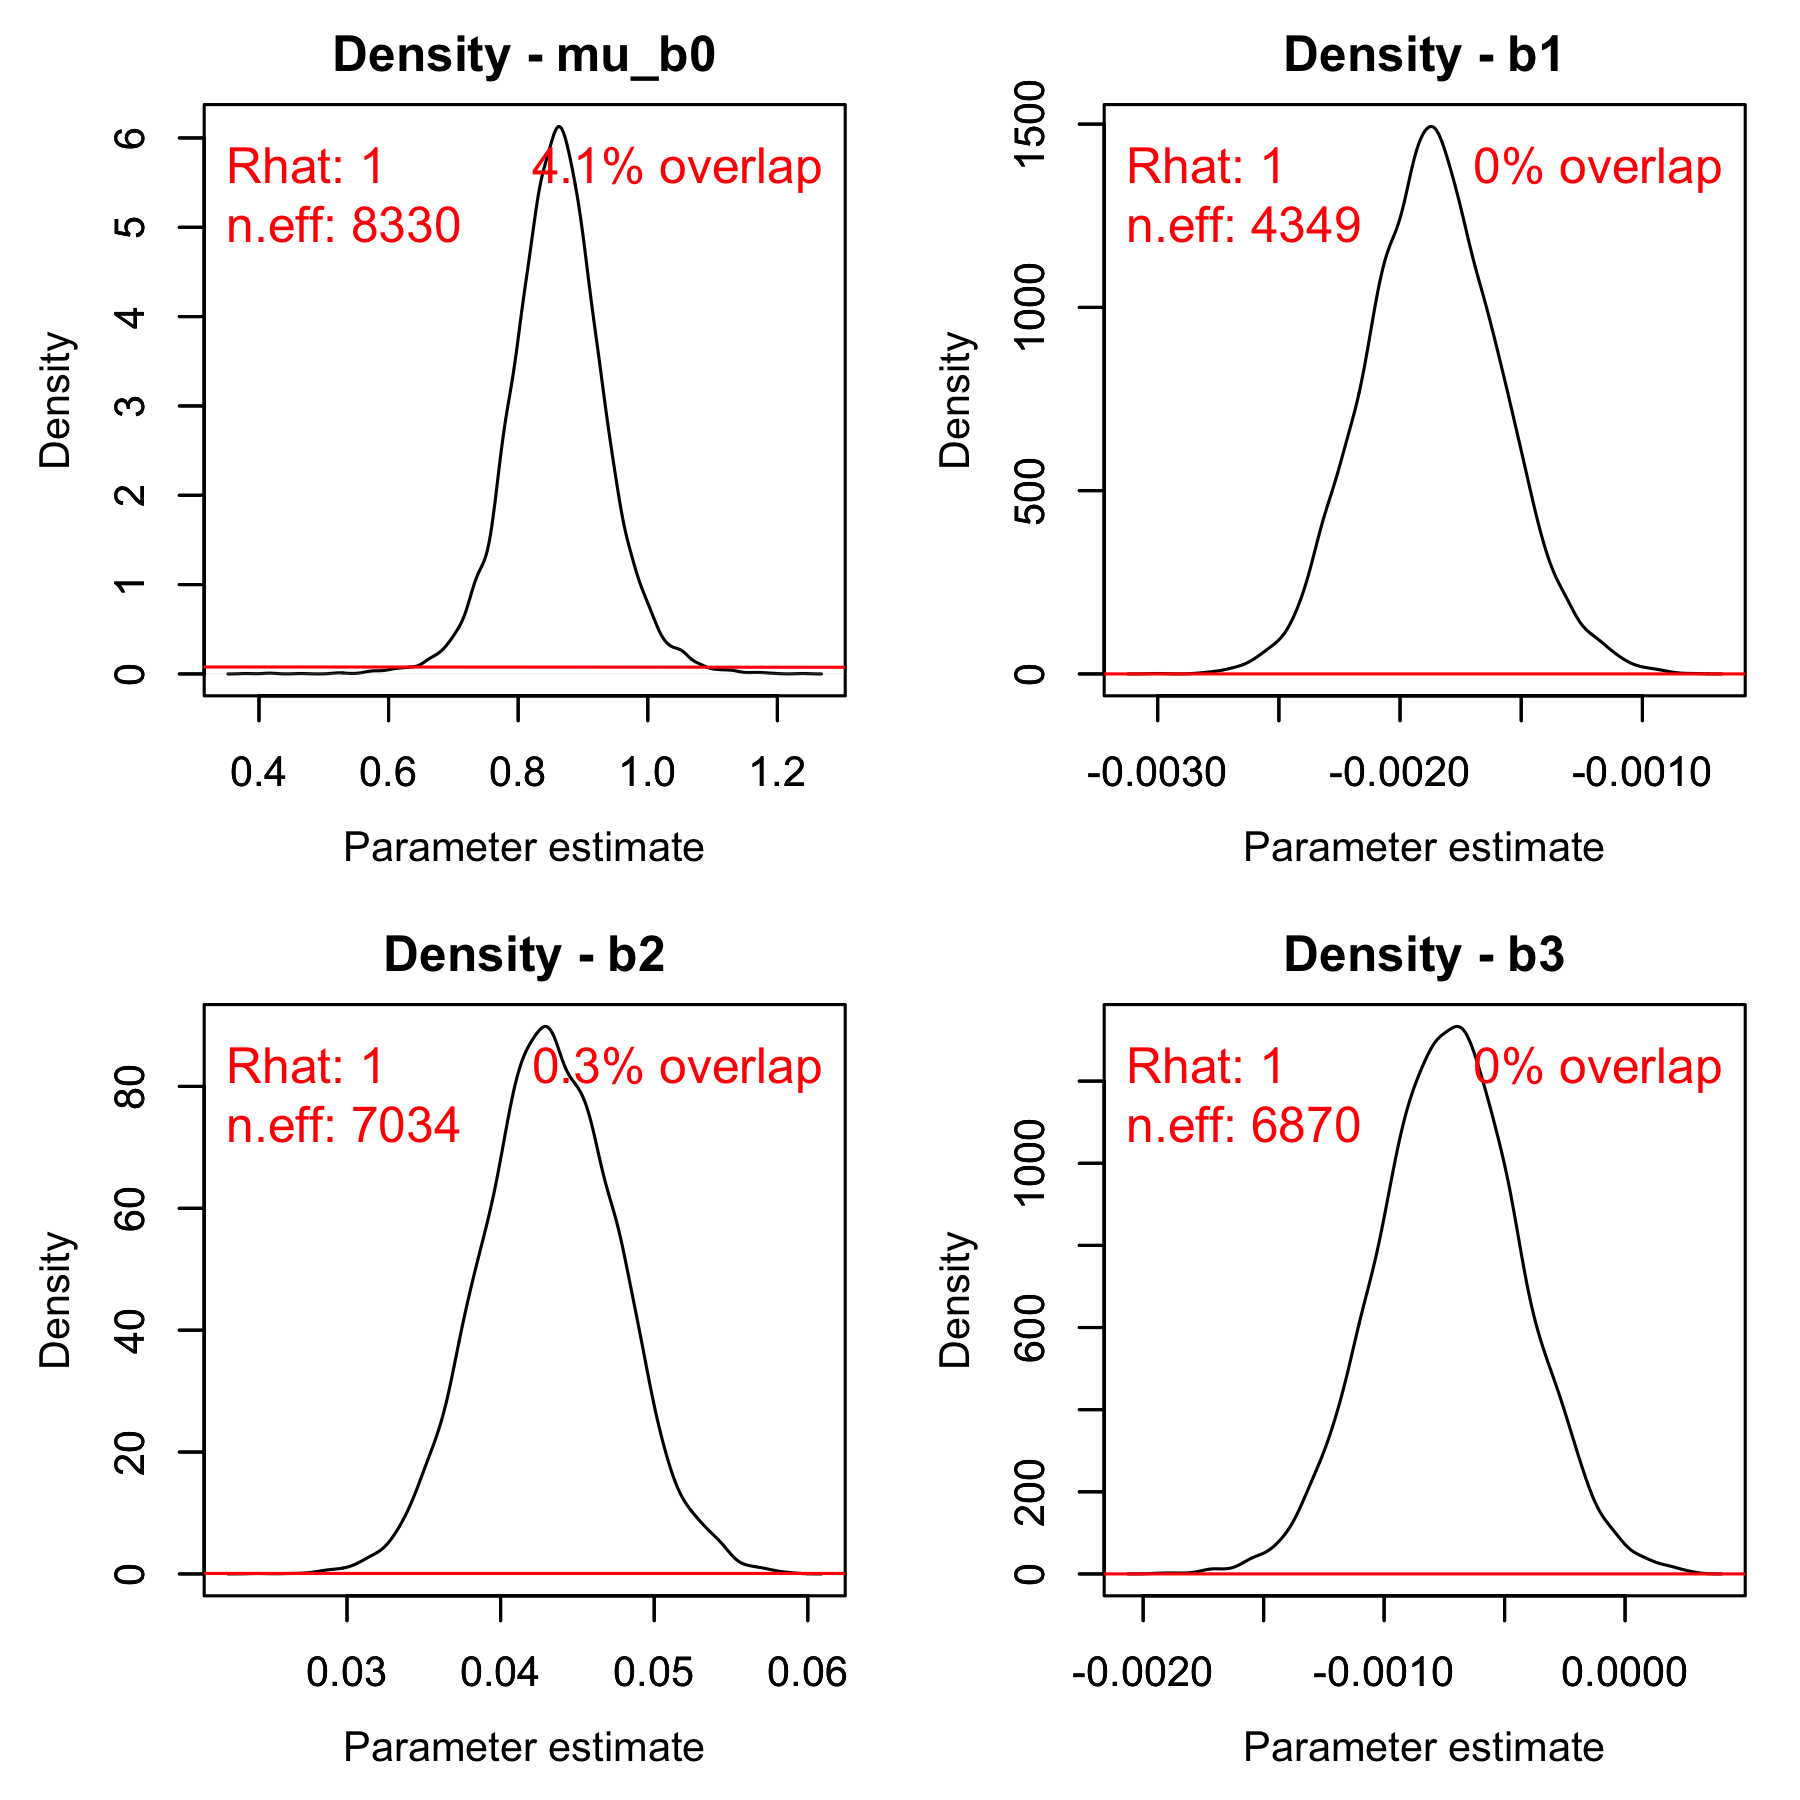 Density - mu_b0
Rhat: 1
4.1% overlap
n.eff: 8330
Density
0
1
2
3
4
5
6
0.4 0.6 0.8 1.0 1.2
Parameter estimate
Density - b1
Rhat: 1
0% overlap
n.eff: 4349
Density
0
500
1000
1500
-0.0030 -0.0020 -0.0010
Parameter estimate
Density - b2
Rhat: 1
0.3% overlap
n.eff: 7034
Density
0
20
40
60
80
0.03 0.04 0.05 0.06
Parameter estimate
Density - b3
Rhat: 1
0% overlap
n.eff: 6870
Density
0
200
600
1000
-0.0020 -0.0010 0.0000
Parameter estimate